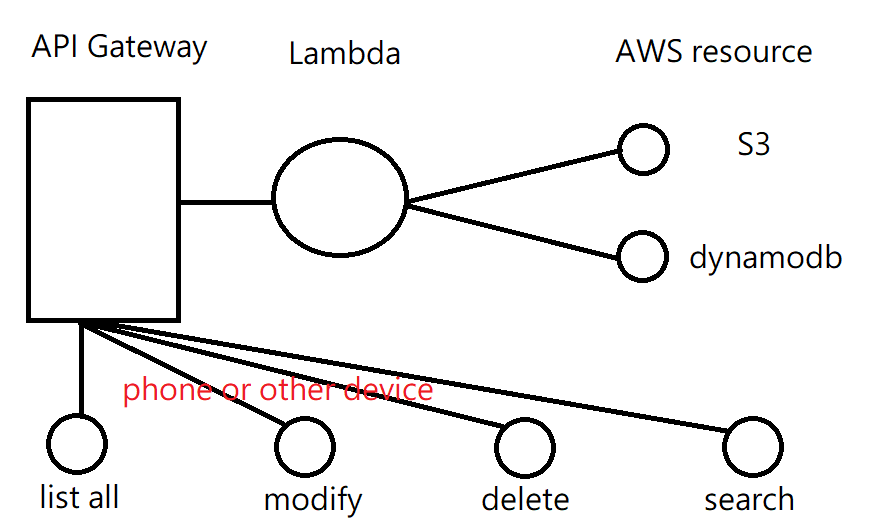 API Gateway
Lambda
AWS resource
S3
dynamodb
phone or other device
list all
modify
delete
search